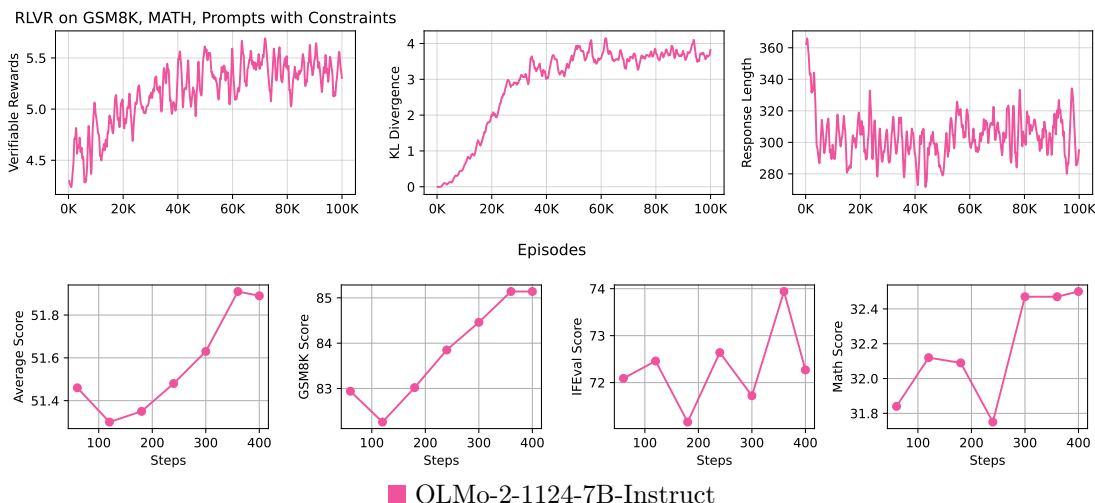 RLVR on GSM8K, MATH, Prompts with Constraints
Verifiable Rewards
5.5
5.0
4.5
0K 20K 40K 60K 80K 100K
KL Divergence
4
3
2
1
0
0K 20K 40K 60K 80K 100K
Response Length
360
340
320
300
280
0K 20K 40K 60K 80K 100K
Episodes
Average Score
51.8
51.6
51.4
100 200 300 400
Steps
GSM8K Score
85
84
83
100 200 300 400
Steps
IFEval Score
74
73
72
100 200 300 400
Steps
Math Score
32.4
32.2
32.0
31.8
100 200 300 400
Steps
OLMo-2-1124-7B-Instruct